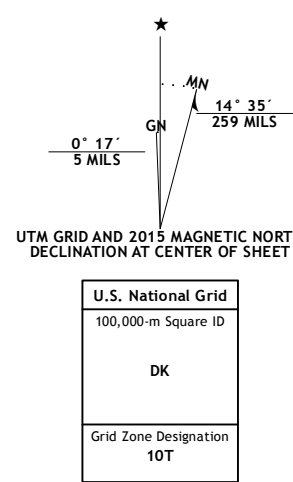 ★
MN
GN
14° 35´
259 MILS
0° 17´
5 MILS
UTM GRID AND 2015 MAGNETIC NORT
DECLINATION AT CENTER OF SHEET
U.S. National Grid
100,000-m Square ID
DK
Grid Zone Designation
10T